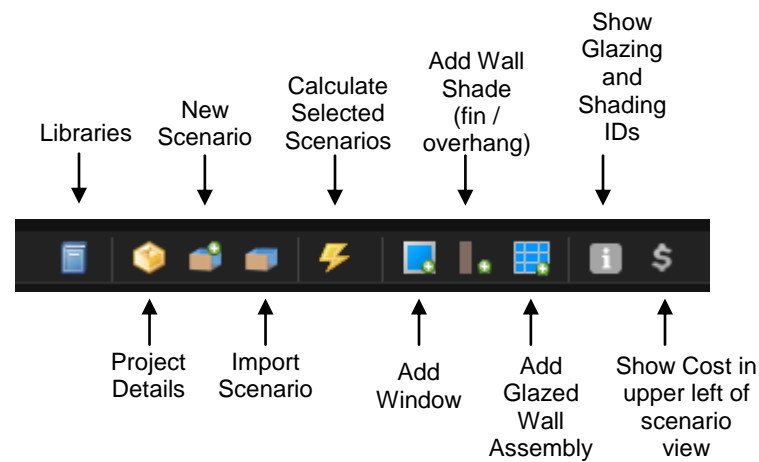 Libraries
New
Scenario
Calculate
Selected
Scenarios
Add Wall
Shade
(fin /
overhang)
Show
Glazing
and
Shading
IDs
i
$
Project
Details
Import
Scenario
Add
Window
Add
Glazed
Wall
Assembly
Show Cost in
upper left of
scenario
view